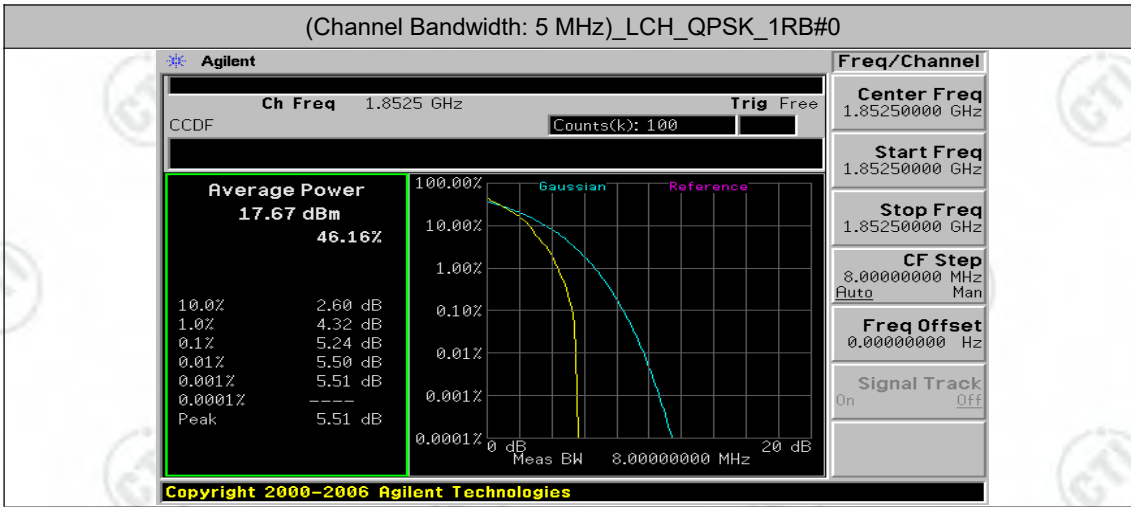 (Channel Bandwidth: 5 MHz)_LCH_QPSK_1RB#0
Agilent
Freq/Channel
Ch Freq 1.8525 GHz Trig Free
CCDF Counts(k): 100
Center Freq
1.85250000 GHz
Start Freq
1.85250000 GHz
Stop Freq
1.85250000 GHz
CF Step
8.00000000 MHz
Auto Man
Freq Offset
0.00000000 Hz
Signal Track
On Off
Average Power
17.67 dBm
46.16%
10.0% 2.60 dB
1.0% 4.32 dB
0.1% 5.24 dB
0.01% 5.50 dB
0.001% 5.51 dB
0.0001% ----
Peak 5.51 dB
Gaussian Reference
100.00%
10.00%
1.00%
0.10%
0.01%
0.001%
0.0001%
0 dB 20 dB
Meas BW 8.00000000 MHz
Copyright 2000-2006 Agilent Technologies
CTI
CTI
CTI
CTI